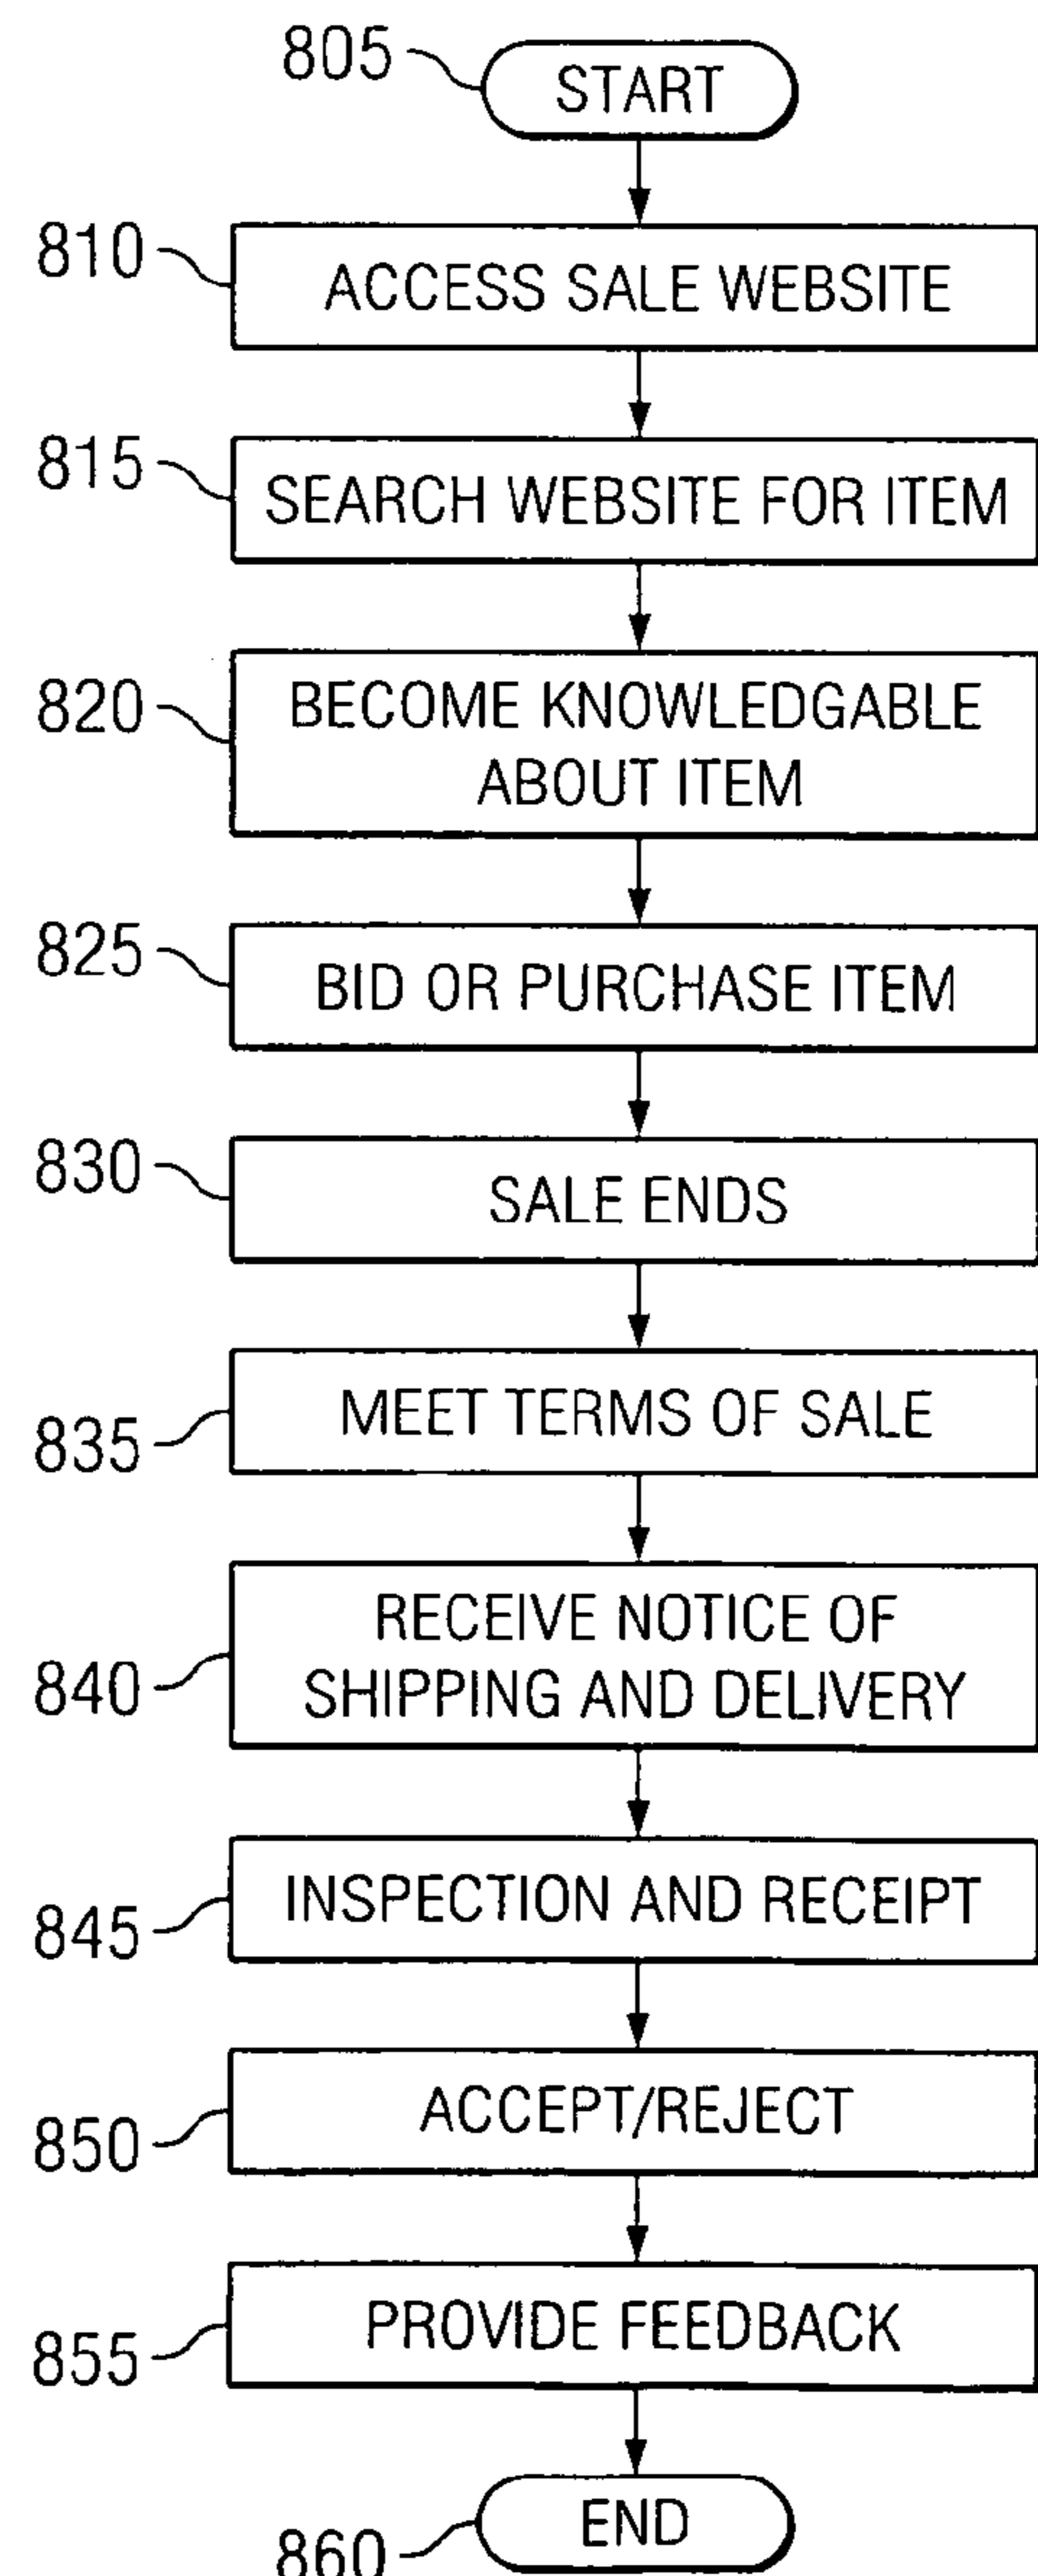 805
START
810
ACCESS SALE WEBSITE
815
SEARCH WEBSITE FOR ITEM
820
BECOME KNOWLEDGABLE
ABOUT ITEM
825
BID OR PURCHASE ITEM
830
SALE ENDS
835
MEET TERMS OF SALE
840
RECEIVE NOTICE OF
SHIPPING AND DELIVERY
845
INSPECTION AND RECEIPT
850
ACCEPT/REJECT
855
PROVIDE FEEDBACK
860
END